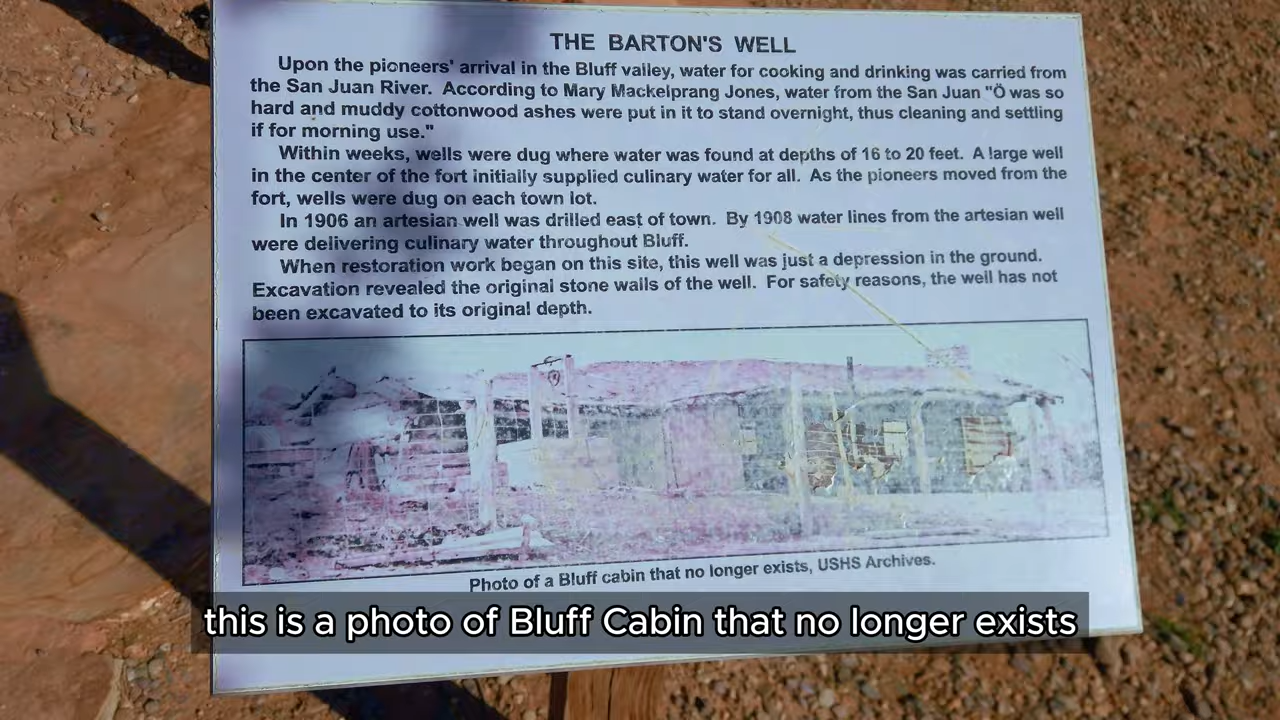 THE BARTON'S WELL
Upon the pioneers' arrival in the Bluff valley, water for cooking and drinking was carried from
the San Juan River. According to Mary Mackelprang Jones, water from the San Juan "Ö was so
hard and muddy cottonwood ashes were put in it to stand overnight, thus cleaning and settling
if for morning use."
Within weeks, wells were dug where water was found at depths of 16 to 20 feet. A large well
in the center of the fort initially supplied culinary water for all. As the pioneers moved from the
fort, wells were dug on each town lot.
In 1906 an artesian well was drilled east of town. By 1908 water lines from the artesian well
were delivering culinary water throughout Bluff.
When restoration work began on this site, this well was just a depression in the ground.
Excavation revealed the original stone walls of the well. For safety reasons, the well has not
been excavated to its original depth.
Photo of a Bluff cabin that no longer exists, USHS Archives.
this is a photo of Bluff Cabin that no longer exists